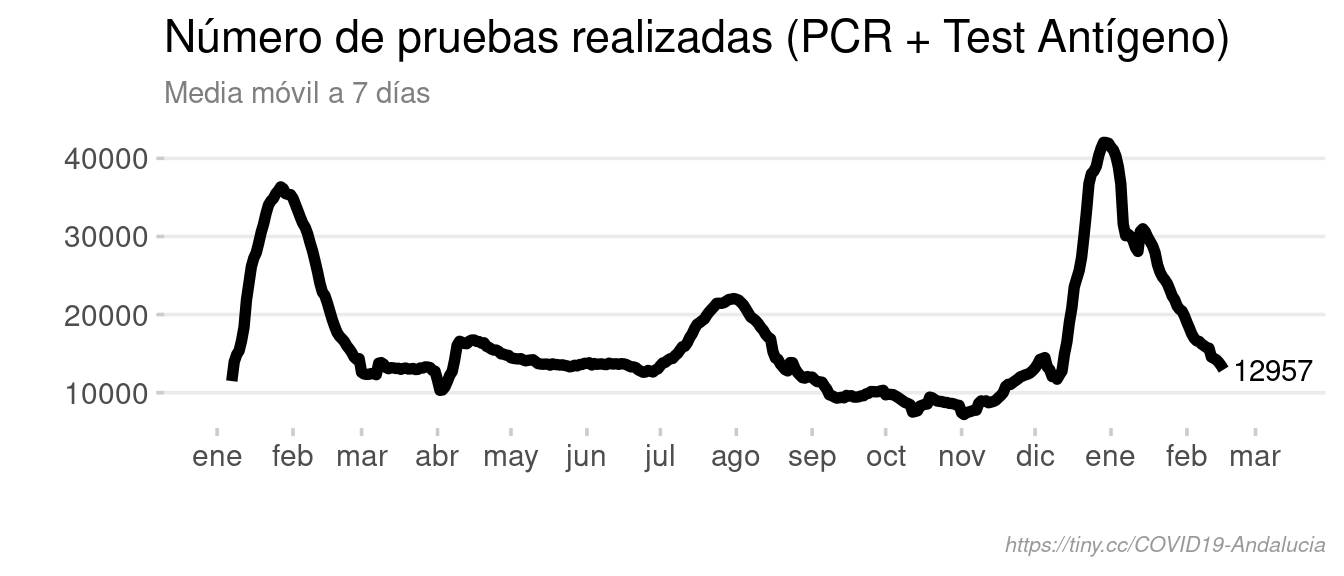 Número de pruebas realizadas (PCR + Test Antígeno)
Media móvil a 7 días
40000
30000
20000
10000
12957
ene feb mar abr may jun jul ago sep oct nov dic ene feb mar
https://tiny.cc/COVID19-Andalucia